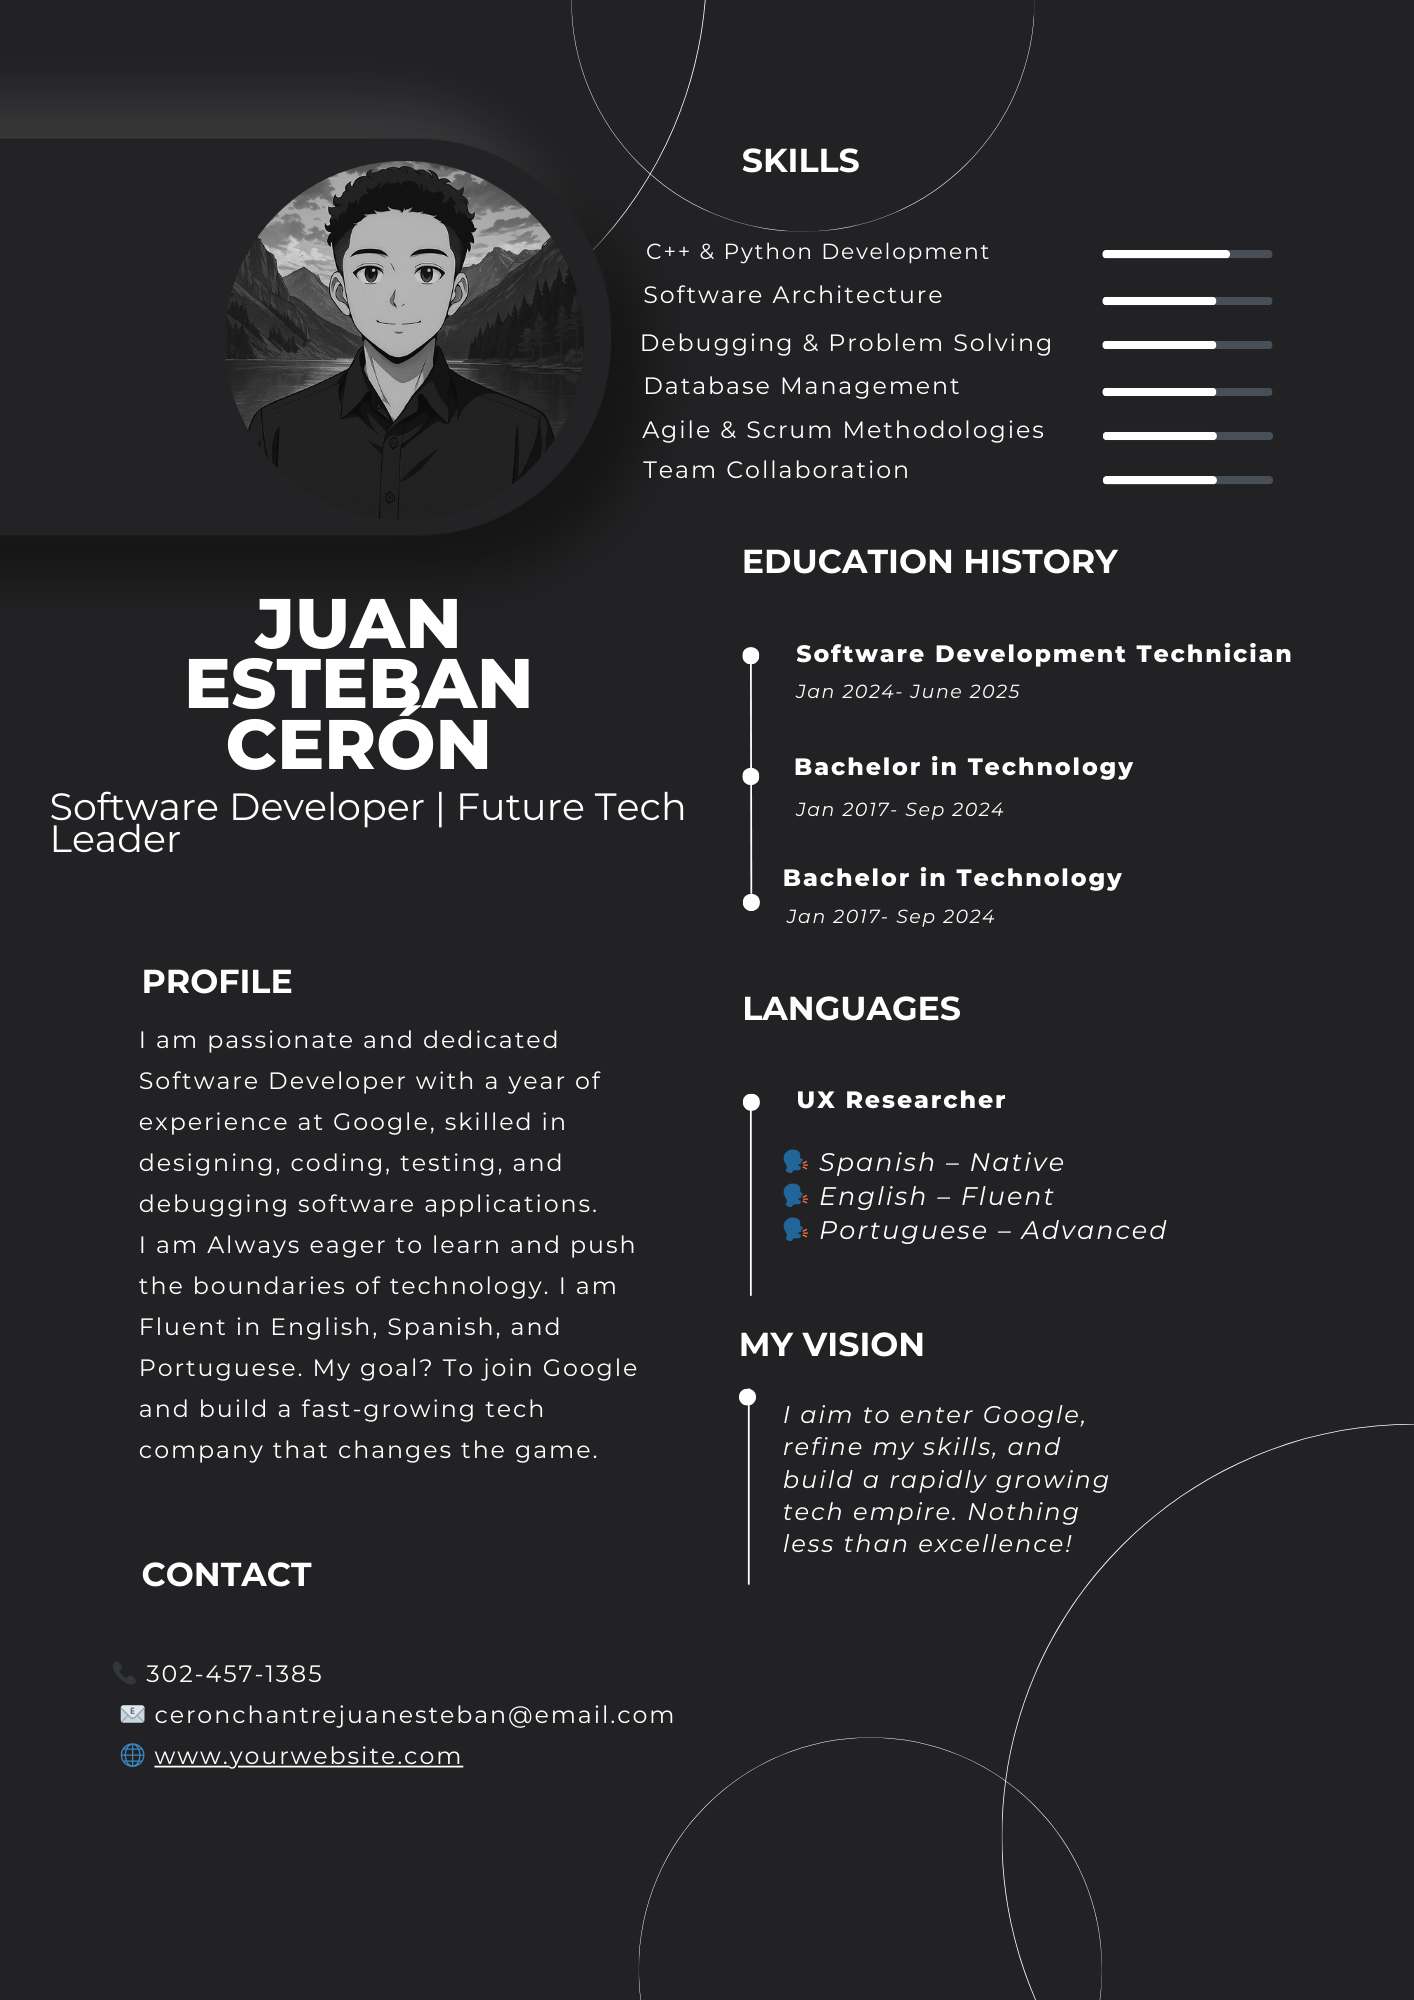 JUAN
ESTEBAN
CERÓN
Software Developer | Future Tech
Leader
PROFILE
I am passionate and dedicated
Software Developer with a year of
experience at Google, skilled in
designing, coding, testing, and
debugging software applications.
I am Always eager to learn and push
the boundaries of technology. I am
Fluent in English, Spanish, and
Portuguese. My goal? To join Google
and build a fast-growing tech
company that changes the game.
CONTACT
302-457-1385
ceronchantrejuanesteban@email.com
www.yourwebsite.com
SKILLS
C++ & Python Development
Software Architecture
Debugging & Problem Solving
Database Management
Agile & Scrum Methodologies
Team Collaboration
EDUCATION HISTORY
Software Development Technician
Jan 2024- June 2025
Bachelor in Technology
Jan 2017- Sep 2024
Bachelor in Technology
Jan 2017- Sep 2024
LANGUAGES
UX Researcher
Spanish – Native
English – Fluent
Portuguese – Advanced
MY VISION
I aim to enter Google,
refine my skills, and
build a rapidly growing
tech empire. Nothing
less than excellence!